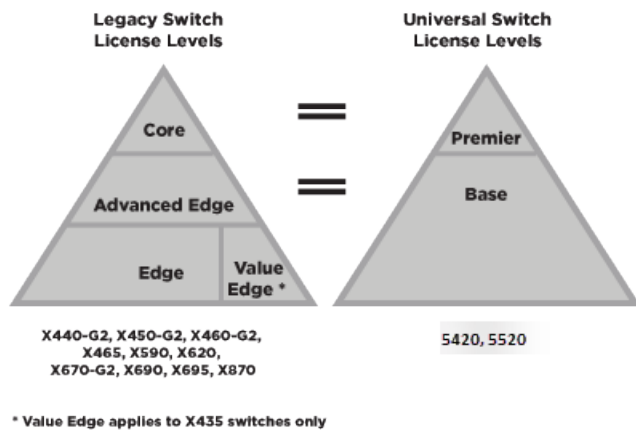 Legacy Switch
License Levels
Universal Switch
License Levels
Core
Advanced Edge
Edge
Value
Edge *
=
=
Premier
Base
X440-G2, X450-G2, X460-G2,
X465, X590, X620,
X670-G2, X690, X695, X870
5420, 5520
* Value Edge applies to X435 switches only